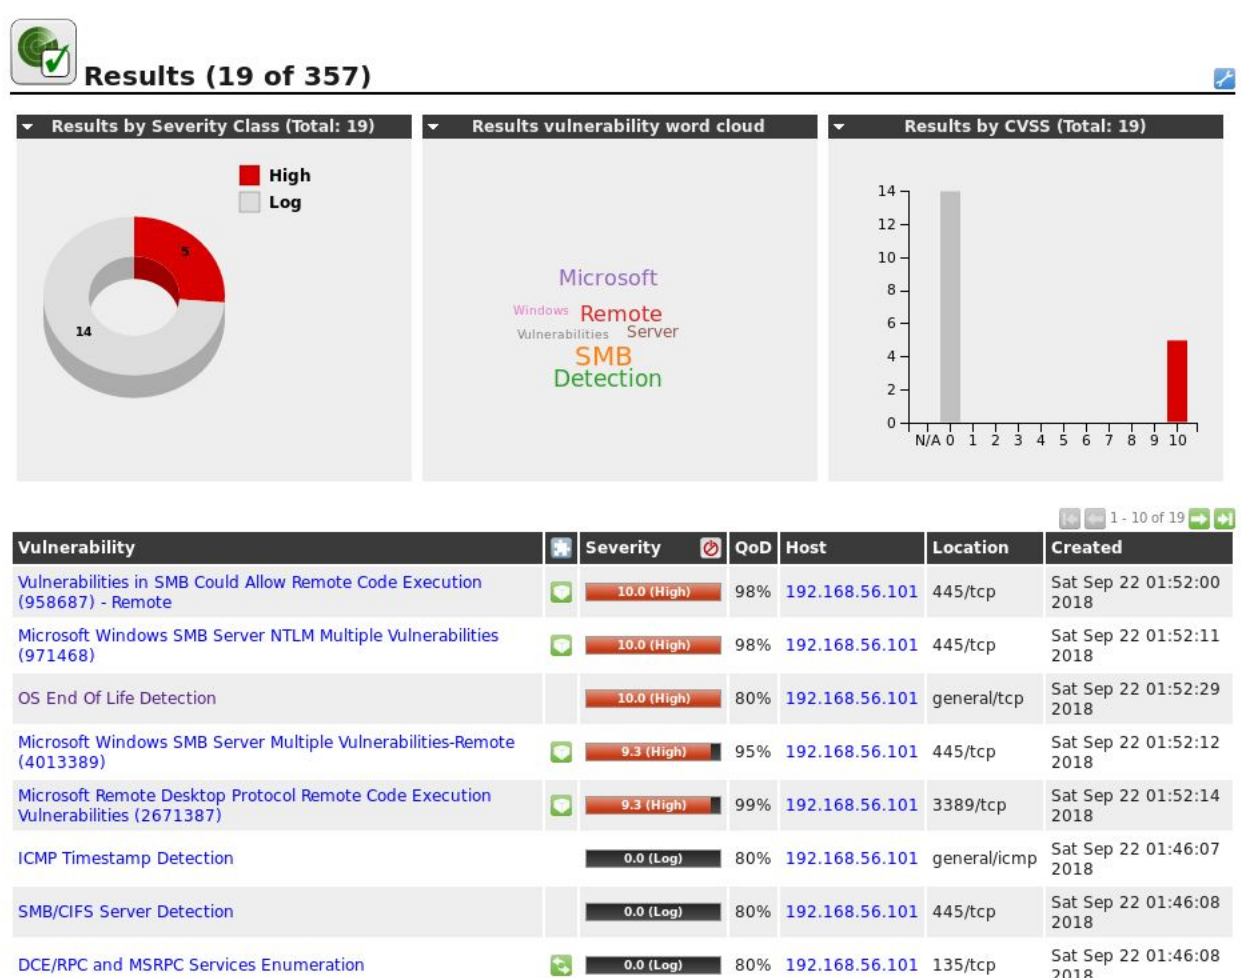 Results (19 of 357)
Results by Severity Class (Total: 19)
High
Log
5
14
Results vulnerability word cloud
Microsoft
Windows Remote
Vulnerabilities Server
SMB
Detection
Results by CVSS (Total: 19)
14
12
10
8
6
4
2
0
N/A 0 1 2 3 4 5 6 7 8 9 10
1 - 10 of 19
Vulnerability Severity QoD Host Location Created
Vulnerabilities in SMB Could Allow Remote Code Execution
(958687) - Remote
10.0 (High) 98% 192.168.56.101 445/tcp
Sat Sep 22 01:52:00
2018
Microsoft Windows SMB Server NTLM Multiple Vulnerabilities
(971468)
10.0 (High) 98% 192.168.56.101 445/tcp
Sat Sep 22 01:52:11
2018
OS End Of Life Detection
10.0 (High) 80% 192.168.56.101 general/tcp
Sat Sep 22 01:52:29
2018
Microsoft Windows SMB Server Multiple Vulnerabilities-Remote
(4013389)
9.3 (High) 95% 192.168.56.101 445/tcp
Sat Sep 22 01:52:12
2018
Microsoft Remote Desktop Protocol Remote Code Execution
Vulnerabilities (2671387)
9.3 (High) 99% 192.168.56.101 3389/tcp
Sat Sep 22 01:52:14
2018
ICMP Timestamp Detection
0.0 (Log) 80% 192.168.56.101 general/icmp
Sat Sep 22 01:46:07
2018
SMB/CIFS Server Detection
0.0 (Log) 80% 192.168.56.101 445/tcp
Sat Sep 22 01:46:08
2018
DCE/RPC and MSRPC Services Enumeration
0.0 (Log) 80% 192.168.56.101 135/tcp
Sat Sep 22 01:46:08
2018